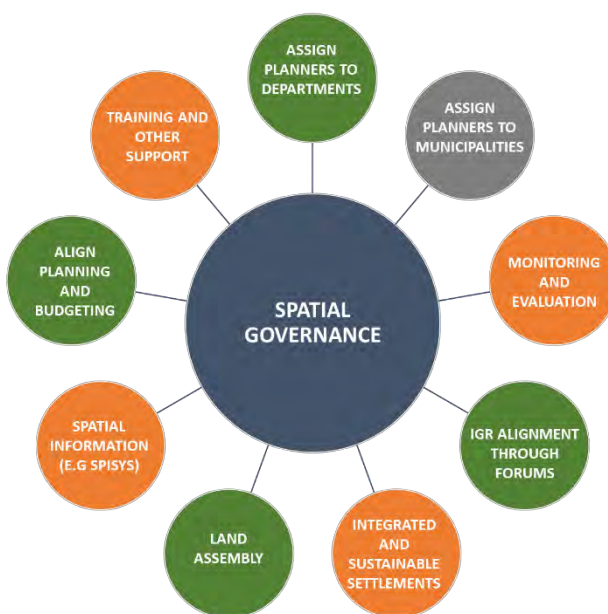 ASSIGN
PLANNERS TO
DEPARTMENTS
ASSIGN
PLANNERS TO
MUNICIPALITIES
MONITORING
AND
EVALUATION
IGR ALIGNMENT
THROUGH
FORUMS
INTEGRATED
AND
SUSTAINABLE
SETTLEMENTS
LAND
ASSEMBLY
SPATIAL
INFORMATION
(E.G SPISYS)
ALIGN
PLANNING
AND
BUDGETING
TRAINING AND
OTHER
SUPPORT
SPATIAL
GOVERNANCE